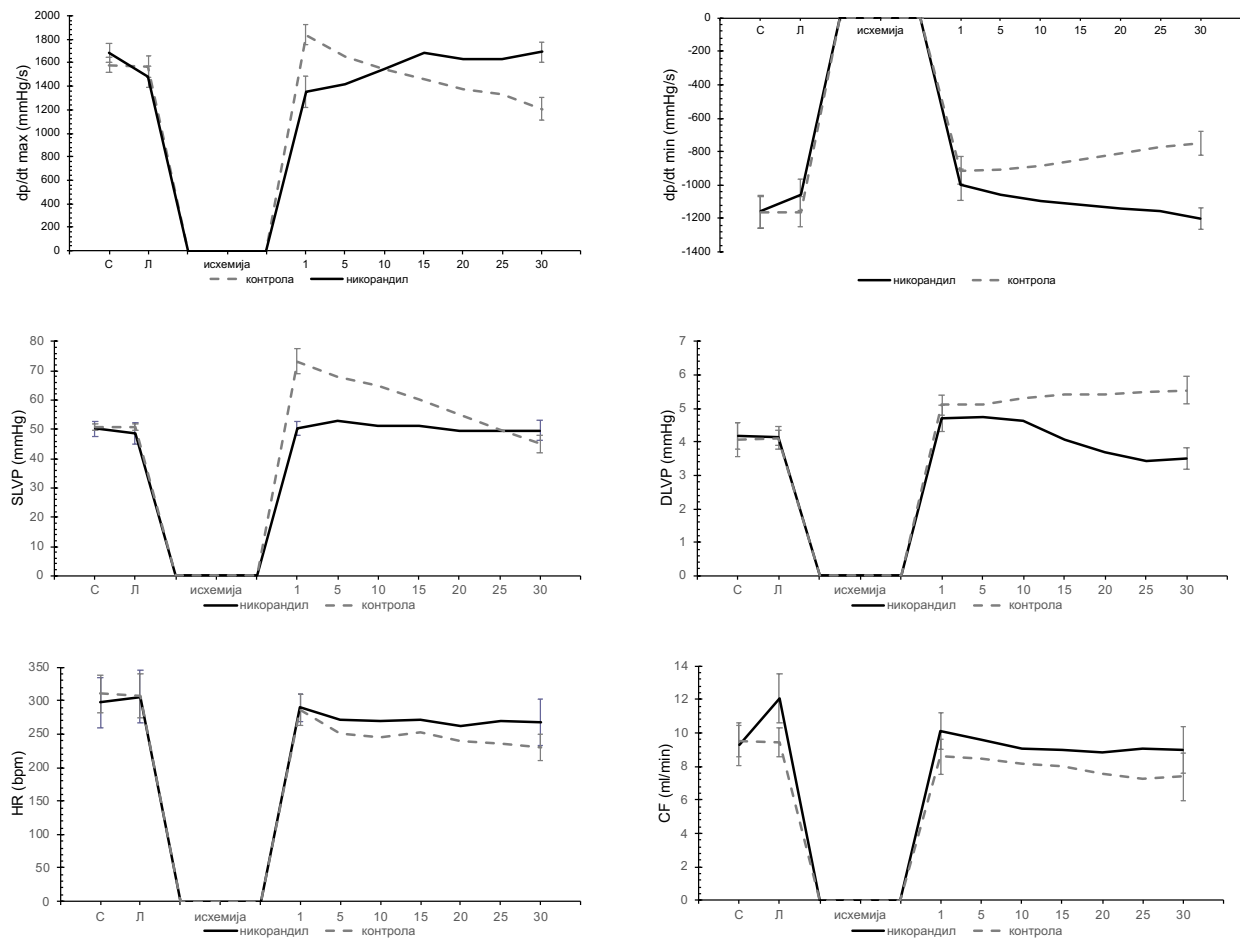 dp/dt max (mmHg/s)
2000
1800
1600
1400
1200
1000
800
600
400
200
0
С Л исхемија 1 5 10 15 20 25 30
контрола никорандил
dp/dt min (mmHg/s)
0
-200
-400
-600
-800
-1000
-1200
-1400
С Л исхемија 1 5 10 15 20 25 30
никорандил контрола
SLVP (mmHg)
80
70
60
50
40
30
20
10
0
С Л исхемија 1 5 10 15 20 25 30
никорандил контрола
DLVP (mmHg)
7
6
5
4
3
2
1
0
С Л исхемија 1 5 10 15 20 25 30
никорандил контрола
HR (bpm)
350
300
250
200
150
100
50
0
С Л исхемија 1 5 10 15 20 25 30
никорандил контрола
CF (ml/min)
14
12
10
8
6
4
2
0
С Л исхемија 1 5 10 15 20 25 30
никорандил контрола